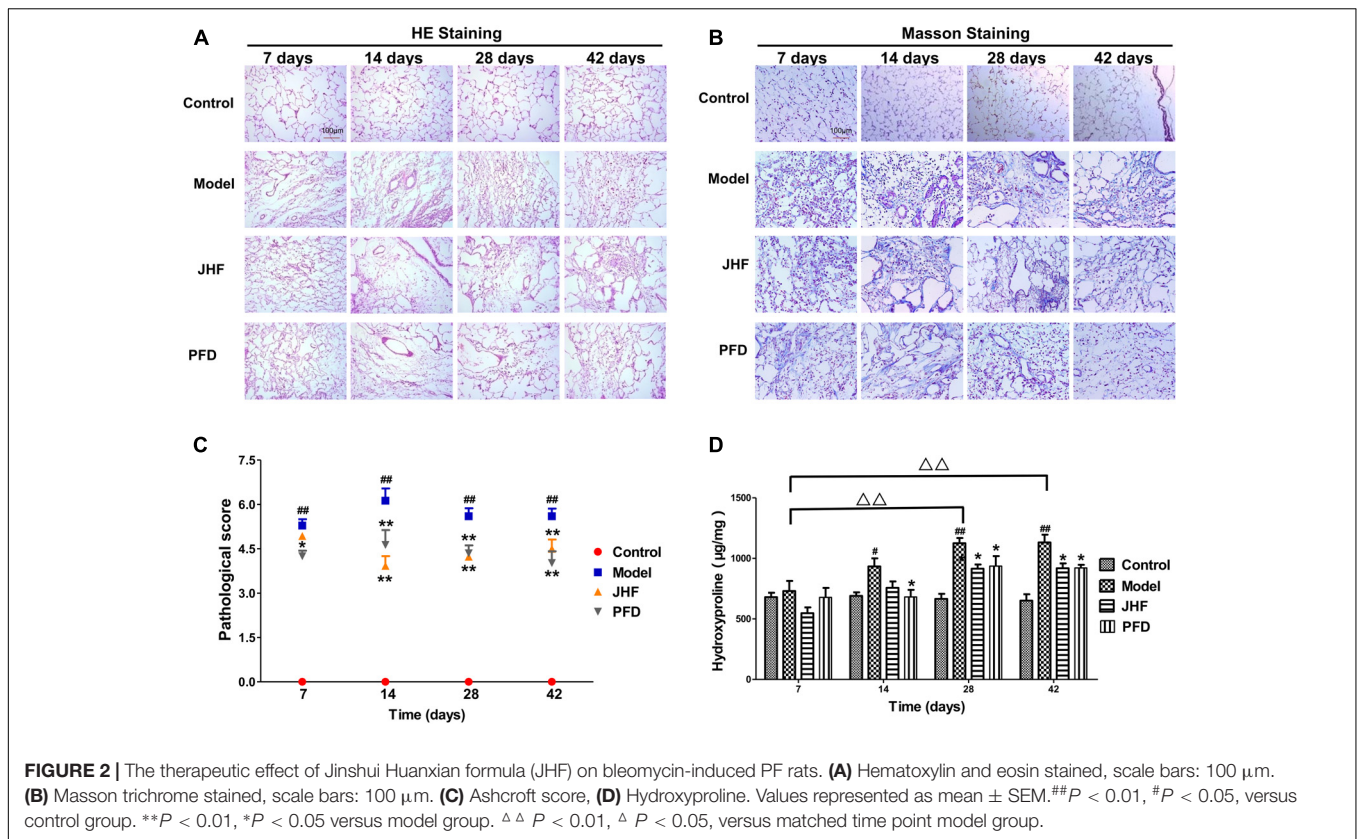 A
HE Staining
7 days 14 days 28 days 42 days
Control
100μm
Model
JHF
PFD
B
Masson Staining
7 days 14 days 28 days 42 days
Control
100μm
Model
JHF
PFD
C
Pathological score
7.5
6.0
4.5
3.0
1.5
0.0
## ## ## ##
* ** ** **
** ** **
7 14 28 42
Time (days)
Control
Model
JHF
PFD
D
Hydroxyproline (μg/mg)
1500
1000
500
0
△△
△△
# ## ##
* * * * *
7 14 28 42
Time (days)
Control
Model
JHF
PFD
FIGURE 2 | The therapeutic effect of Jinshui Huanxian formula (JHF) on bleomycin-induced PF rats. (A) Hematoxylin and eosin stained, scale bars: 100 μm.
(B) Masson trichrome stained, scale bars: 100 μm. (C) Ashcroft score, (D) Hydroxyproline. Values represented as mean ± SEM.##P < 0.01, #P < 0.05, versus
control group. **P < 0.01, *P < 0.05 versus model group. △△ P < 0.01, △ P < 0.05, versus matched time point model group.